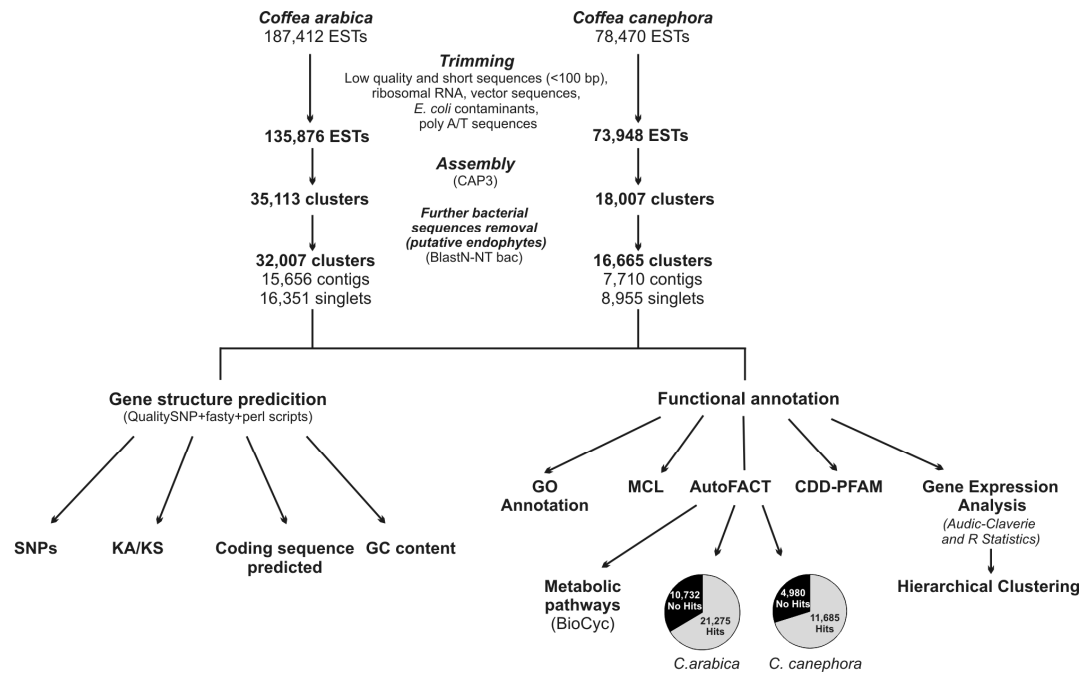 Coffea arabica
187,412 ESTs
Coffea canephora
78,470 ESTs
Trimming
Low quality and short sequences (<100 bp),
ribosomal RNA, vector sequences,
E. coli contaminants,
poly A/T sequences
135,876 ESTs
73,948 ESTs
Assembly
(CAP3)
35,113 clusters
18,007 clusters
Further bacterial
sequences removal
(putative endophytes)
(BlastN-NT bac)
32,007 clusters
15,656 contigs
16,351 singlets
16,665 clusters
7,710 contigs
8,955 singlets
Gene structure predicition
(QualitySNP+fasty+perl scripts)
Functional annotation
SNPs
KA/KS
Coding sequence
predicted
GC content
GO
Annotation
MCL
AutoFACT
CDD-PFAM
Gene Expression
Analysis
(Audic-Claverie
and R Statistics)
Hierarchical Clustering
Metabolic
pathways
(BioCyc)
10,732
No Hits
21,275
Hits
C.arabica
4,980
No Hits
11,685
Hits
C. canephora